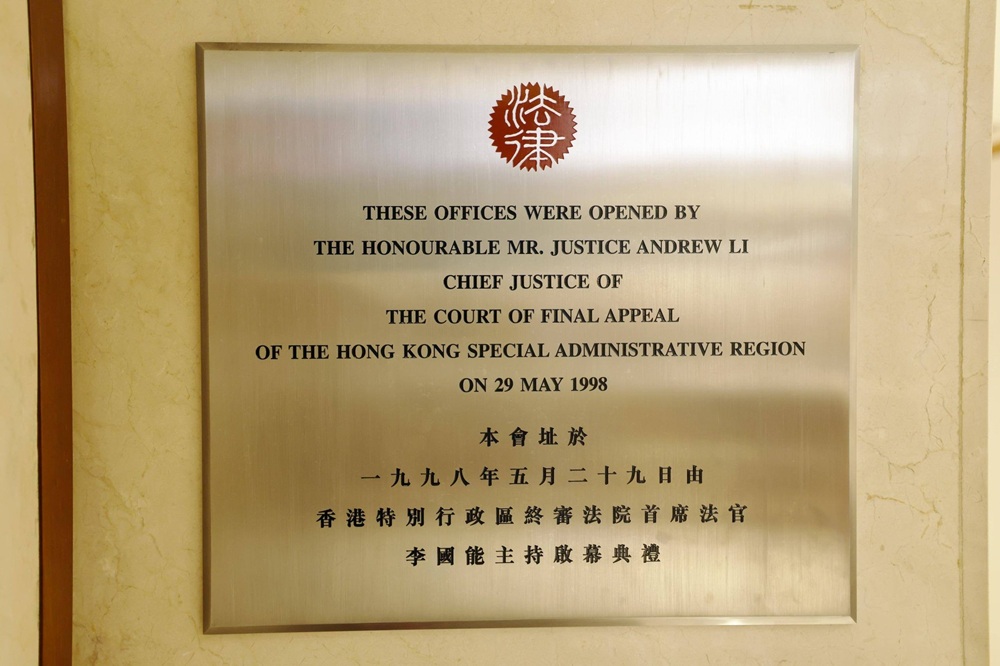 法律
THESE OFFICES WERE OPENED BY
THE HONOURABLE MR. JUSTICE ANDREW LI
CHIEF JUSTICE OF
THE COURT OF FINAL APPEAL
OF THE HONG KONG SPECIAL ADMINISTRATIVE REGION
ON 29 MAY 1998
本會址於
一九九八年五月二十九日由
香港特別行政區終審法院首席法官
李國能主持啟幕典禮